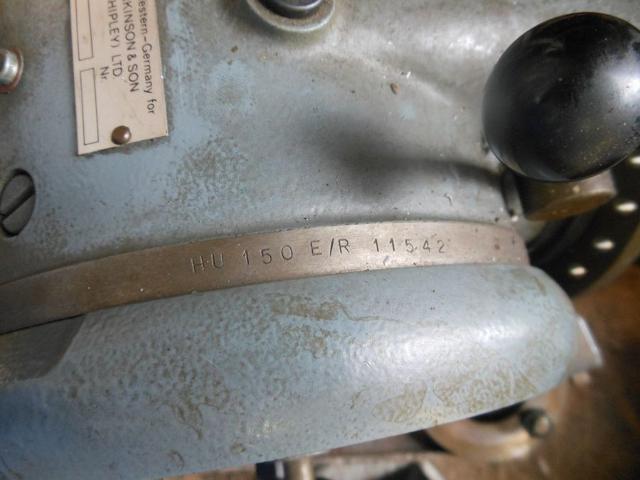 estern-Germany for
KINSON & SON
HIPLEY) LTD.
Nr.
HU 150 E/R 11542